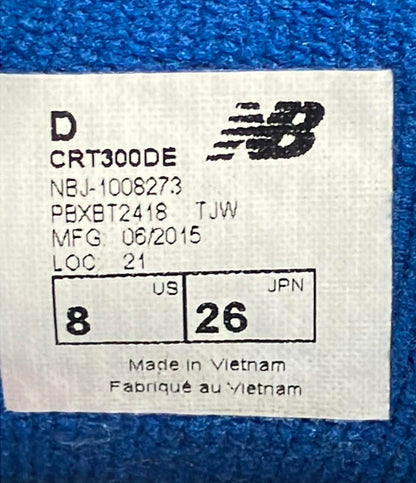 D
NB
CRT300DE
NBJ-1008273
PBXBT2418 TJW
MFG 06/2015
LOC 21
US JPN
8 26
Made in Vietnam
Fabriqué au Vietnam